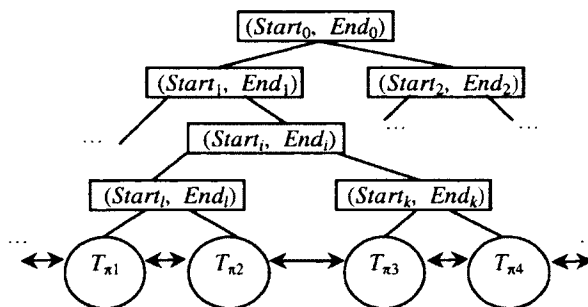 (Start₀, End₀)
(Start₁, End₁) (Start₂, End₂)
... ... ...
(Startᵢ, Endᵢ)
(Startₗ, Endₗ) (Startₖ, Endₖ)
... Tπ1 Tπ2 Tπ3 Tπ4 ...